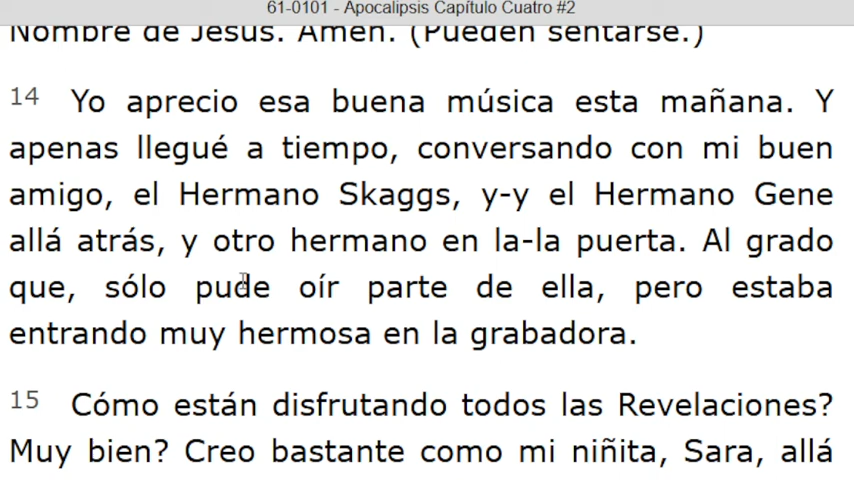 61-0101 - Apocalipsis Capítulo Cuatro #2
Nombre de Jesús. Amén. (Pueden sentarse.)
14 Yo aprecio esa buena música esta mañana. Y
apenas llegué a tiempo, conversando con mi buen
amigo, el Hermano Skaggs, y-y el Hermano Gene
allá atrás, y otro hermano en la-la puerta. Al grado
que, sólo pude oír parte de ella, pero estaba
entrando muy hermosa en la grabadora.
15 Cómo están disfrutando todos las Revelaciones?
Muy bien? Creo bastante como mi niñita, Sara, allá